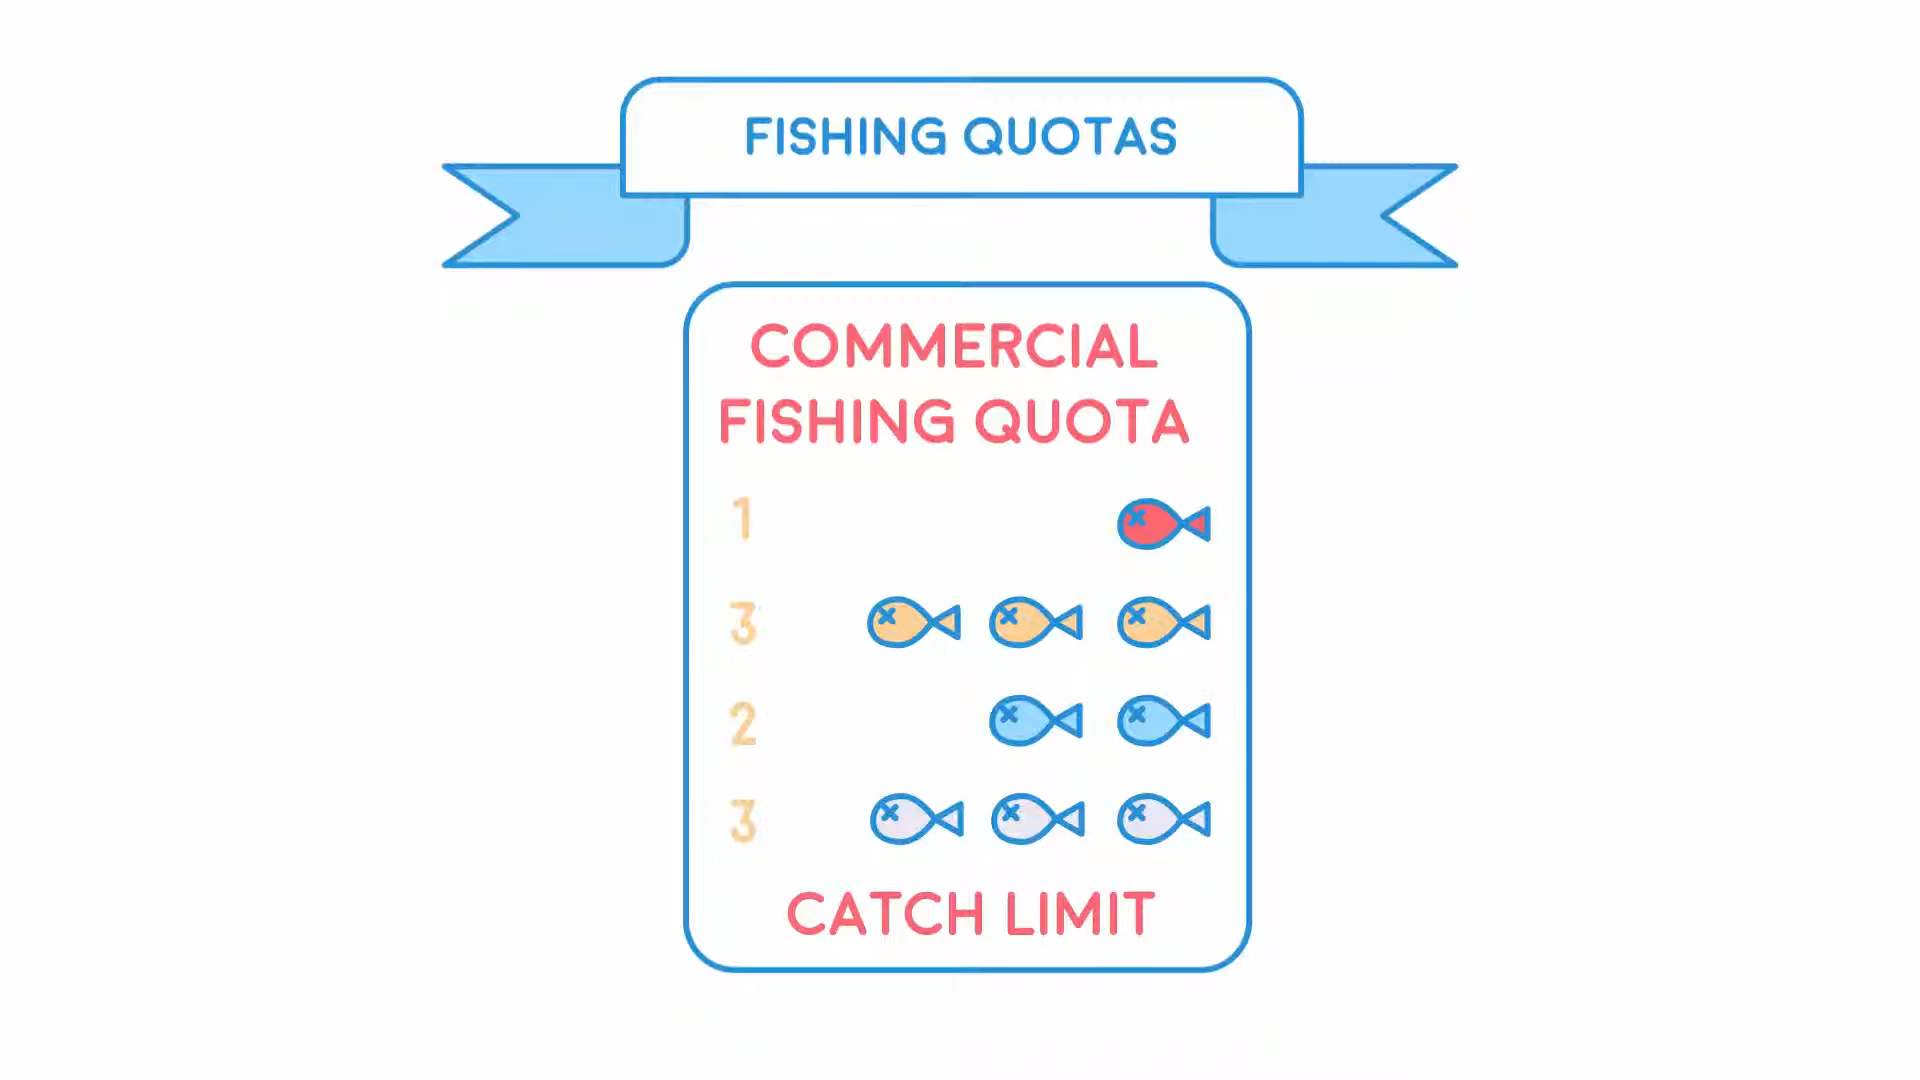 FISHING QUOTAS
COMMERCIAL
FISHING QUOTA
1
3
2
3
CATCH LIMIT